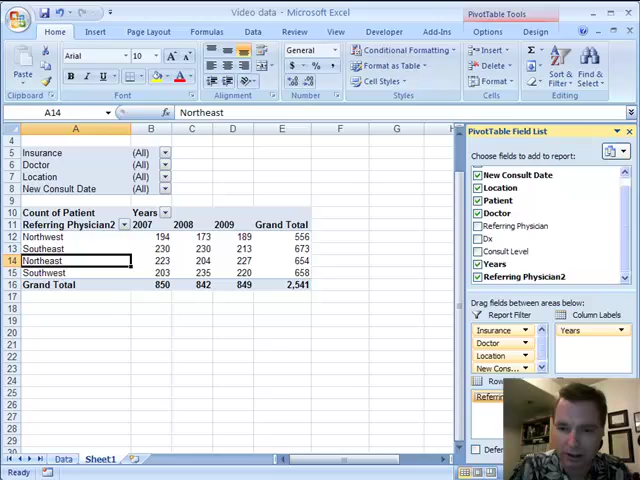 Video data - Microsoft Excel
PivotTable Tools
Home Insert Page Layout Formulas Data Review View Developer Add-Ins Options Design
Arial 10 General Conditional Formatting Insert Σ
Paste Format as Table Delete Sort & Filter Find & Select
B I U $ % , Cell Styles Format
Clipboard Font Alignment Number Styles Cells Editing
A14 fx Northeast
A B C D E F G H
4
5 Insurance (All)
6 Doctor (All)
7 Location (All)
8 New Consult Date (All)
9
10 Count of Patient Years
11 Referring Physician2 2007 2008 2009 Grand Total
12 Northwest 194 173 189 556
13 Southeast 230 230 213 673
14 Northeast 223 204 227 654
15 Southwest 203 235 220 658
16 Grand Total 850 842 849 2,541
17
18
19
20
21
22
23
24
25
26
27
28
29
Data Sheet1
Ready
PivotTable Field List
Choose fields to add to report:
New Consult Date
Location
Patient
Doctor
Referring Physician
Dx
Consult Level
Years
Referring Physician2
Drag fields between areas below:
Report Filter Column Labels
Insurance Years
Doctor
Location
New Cons...
Row
Referring
Defer